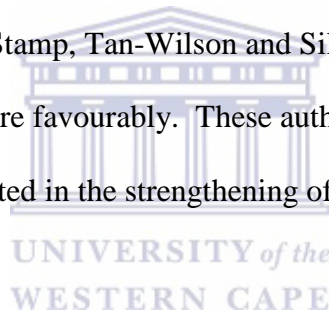 Stamp, Tan-Wilson and Sil
re favourably. These auth
ted in the strengthening of
UNIVERSITY of the
WESTERN CAPE